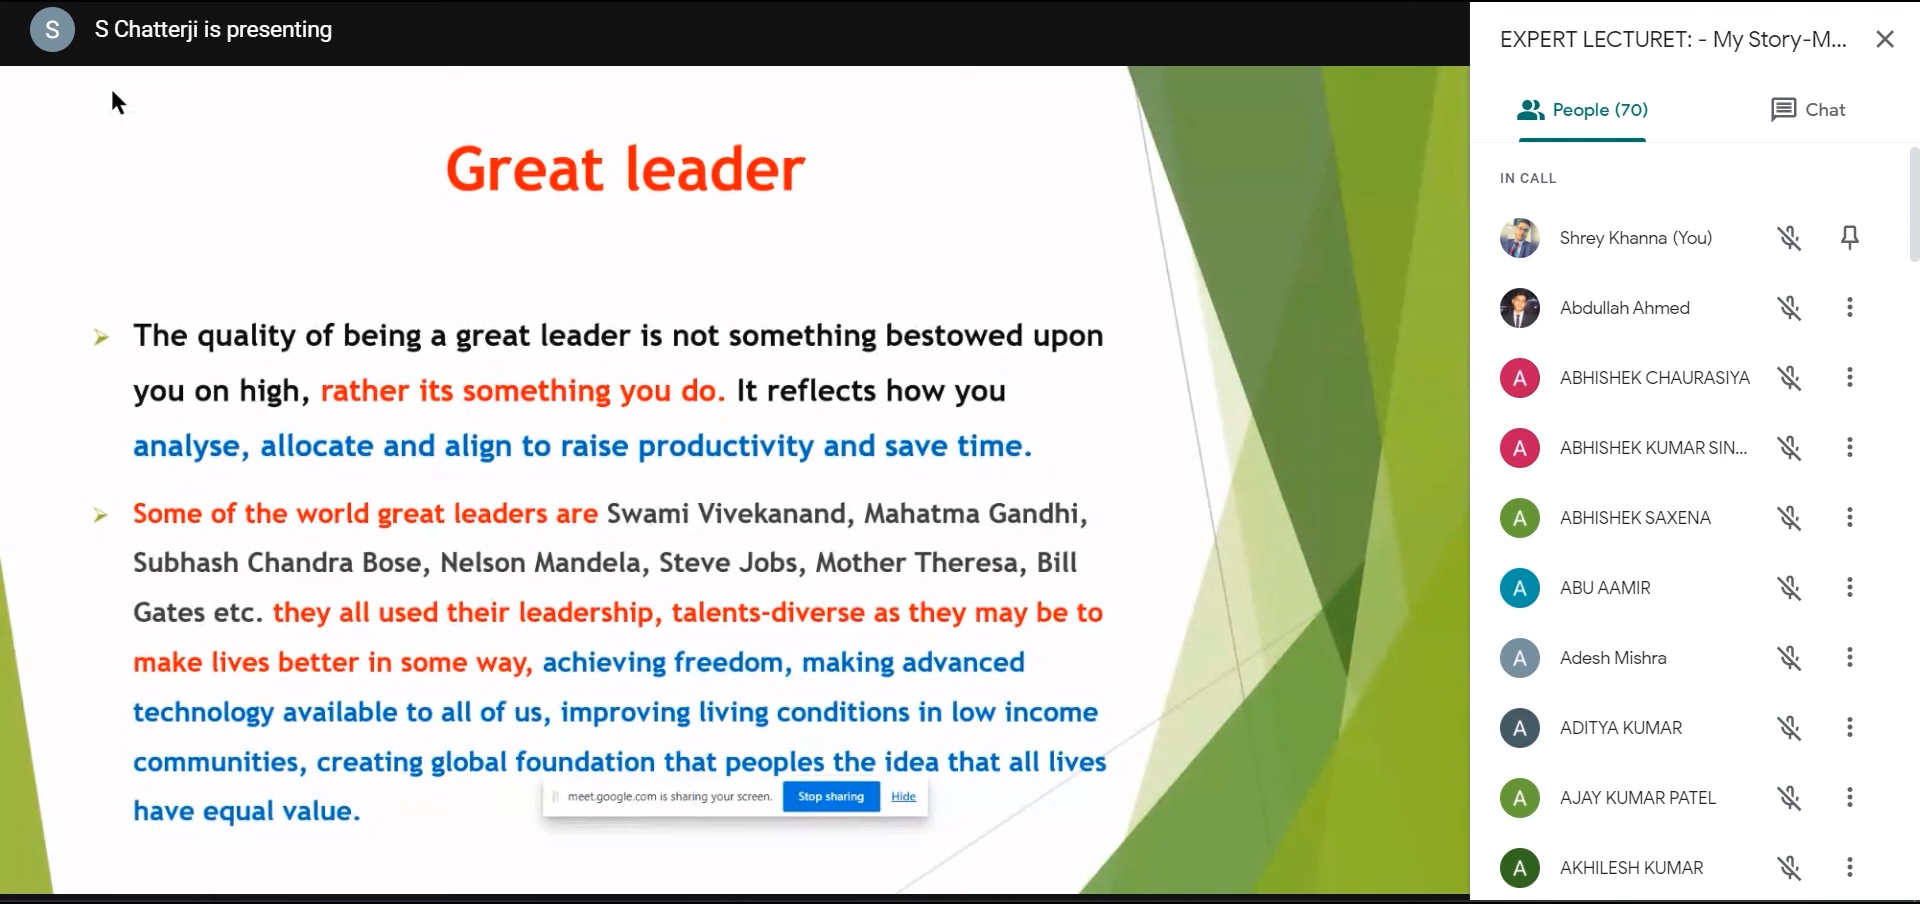 S
S Chatterji is presenting
Great leader
The quality of being a great leader is not something bestowed upon
you on high, rather its something you do. It reflects how you
analyse, allocate and align to raise productivity and save time.
Some of the world great leaders are Swami Vivekanand, Mahatma Gandhi,
Subhash Chandra Bose, Nelson Mandela, Steve Jobs, Mother Theresa, Bill
Gates etc. they all used their leadership, talents-diverse as they may be to
make lives better in some way, achieving freedom, making advanced
technology available to all of us, improving living conditions in low income
communities, creating global foundation that peoples the idea that all lives
have equal value.
meet.google.com is sharing your screen. Stop sharing Hide
EXPERT LECTURET: - My Story-M...
People (70) Chat
IN CALL
Shrey Khanna (You)
Abdullah Ahmed
A ABHISHEK CHAURASIYA
A ABHISHEK KUMAR SIN...
A ABHISHEK SAXENA
A ABU AAMIR
A Adesh Mishra
A ADITYA KUMAR
A AJAY KUMAR PATEL
A AKHILESH KUMAR